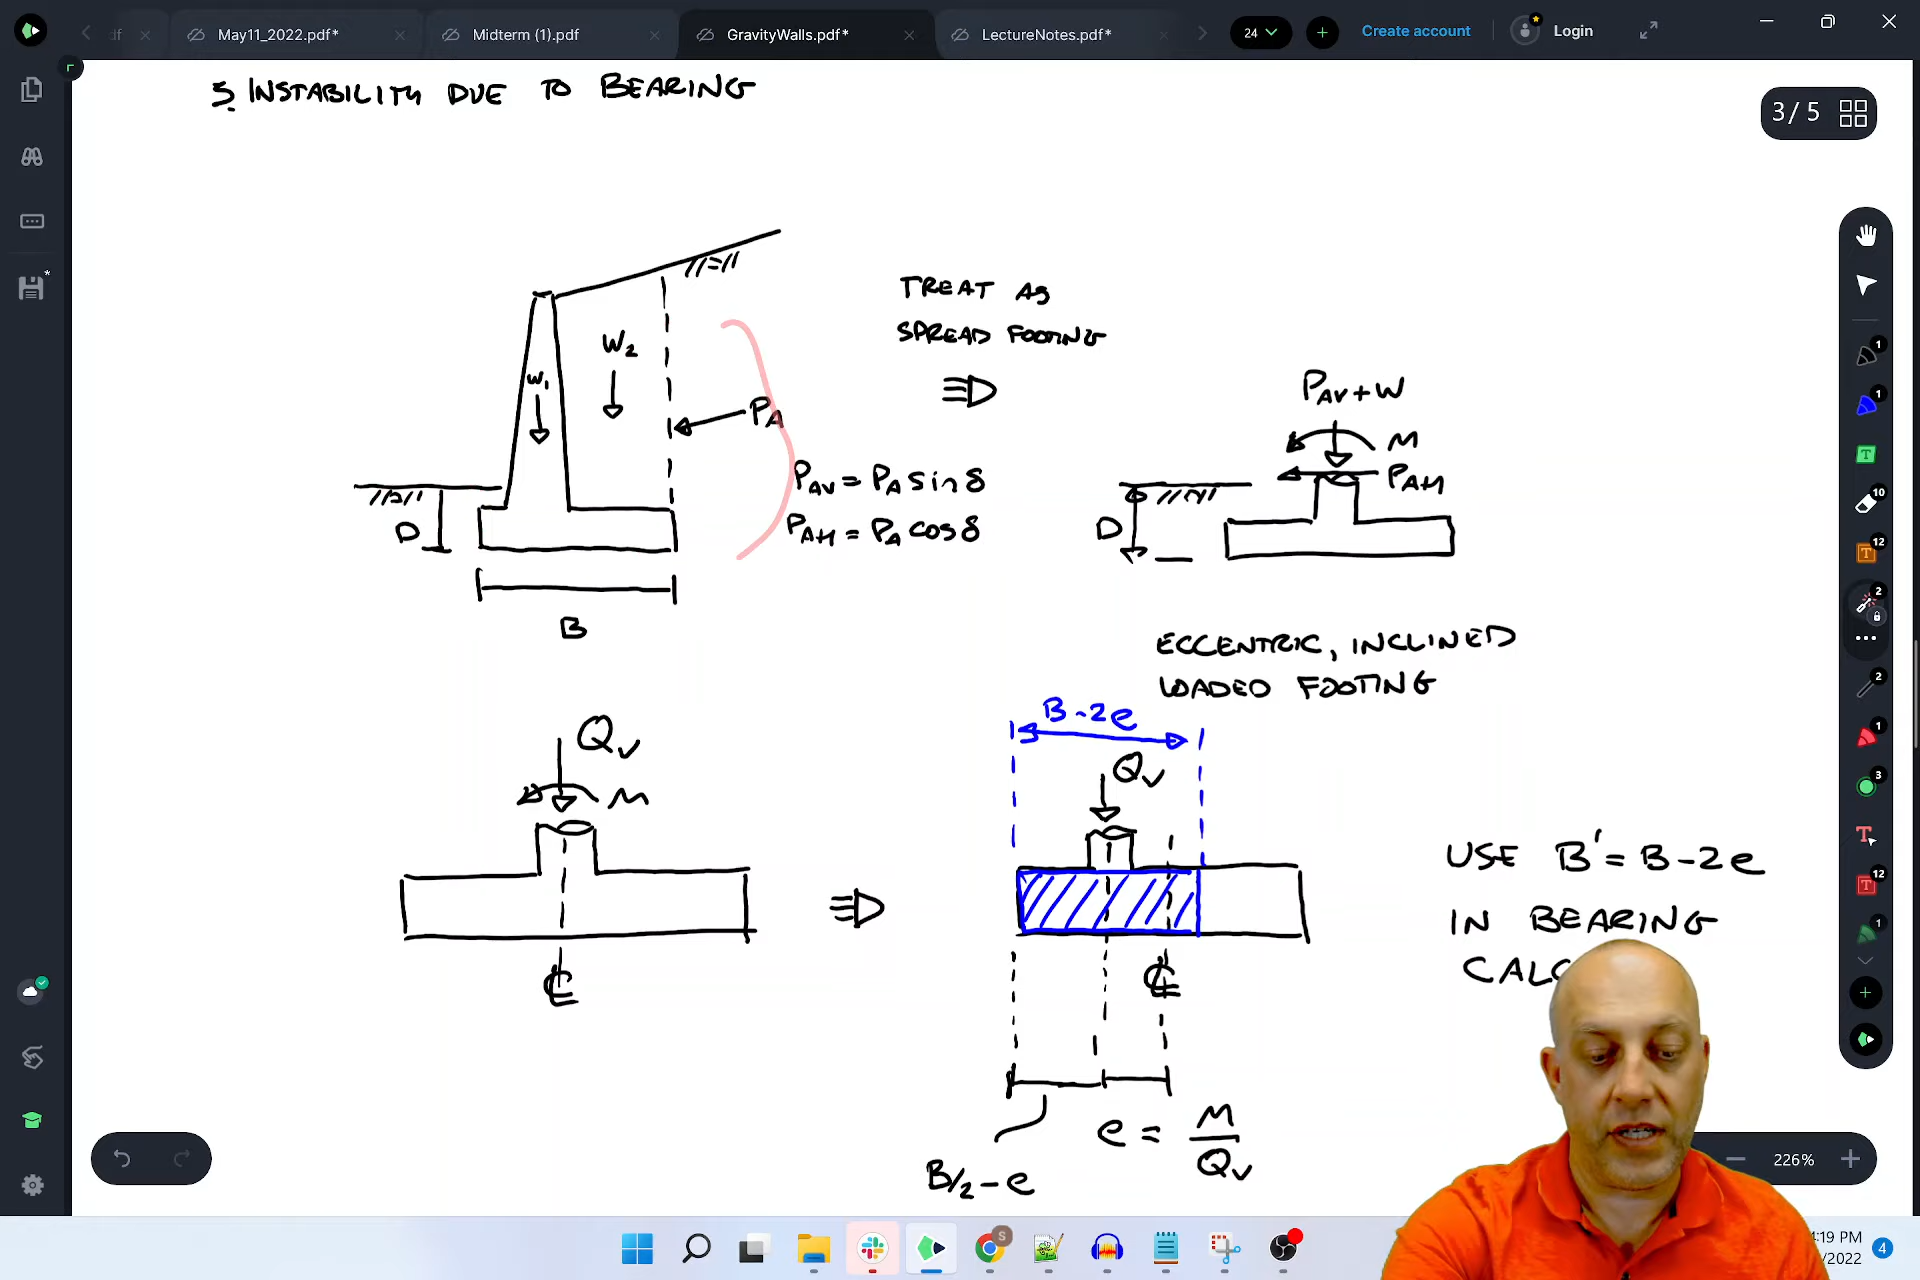 May11_2022.pdf*
Midterm (1).pdf
GravityWalls.pdf*
LectureNotes.pdf*
24
Create account
Login
3/5
5. INSTABILITY DUE TO BEARING
W1
W2
PA
PAV = PA sin δ
PAH = PA cos δ
D
B
TREAT AS
SPREAD FOOTING
PAV + W
M
PAH
D
ECCENTRIC, INCLINED
LOADED FOOTING
QV
M
℄
B-2e
QV
℄
B/2 - e
e = M/QV
USE B' = B-2e
IN BEARING
226%
4